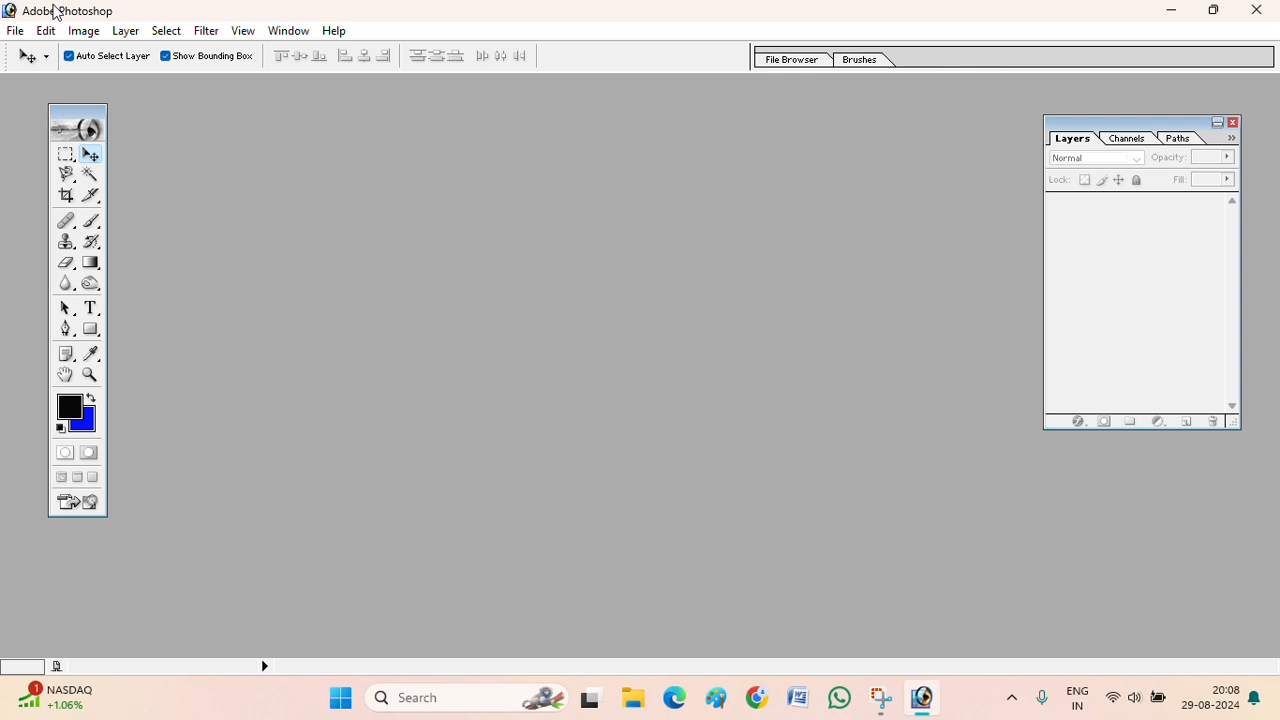 Adobe Photoshop
File Edit Image Layer Select Filter View Window Help
Auto Select Layer Show Bounding Box File Browser Brushes
Layers Channels Paths
Normal Opacity:
Lock: Fill:
T
1
NASDAQ
+1.06%
Search
ENG
IN
20:08
29-08-2024